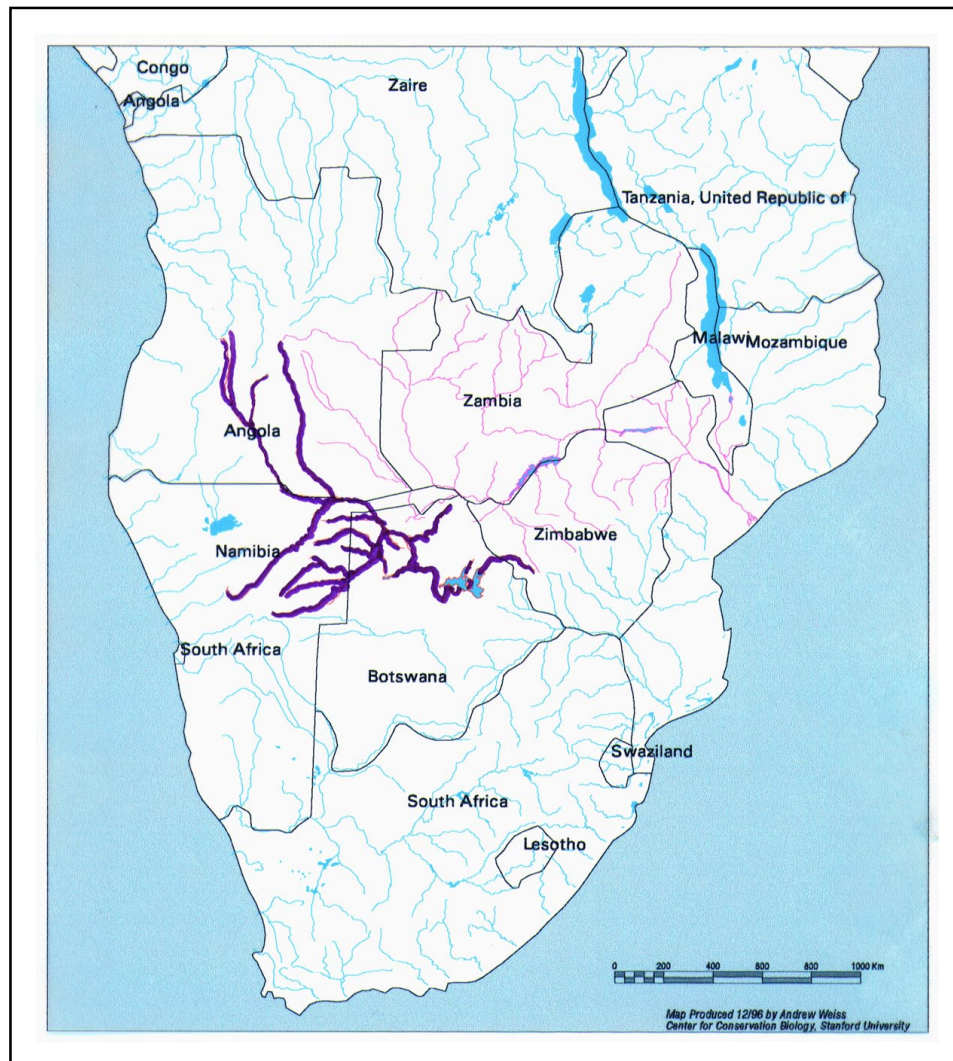 Congo
Zaire
Angola
Tanzania, United Republic of
Malawi
Mozambique
Zambia
Angola
Zimbabwe
Namibia
South Africa
Botswana
Swaziland
South Africa
Lesotho
0 200 400 600 800 1000 Km
Map Produced 12/96 by Andrew Weiss
Center for Conservation Biology, Stanford University